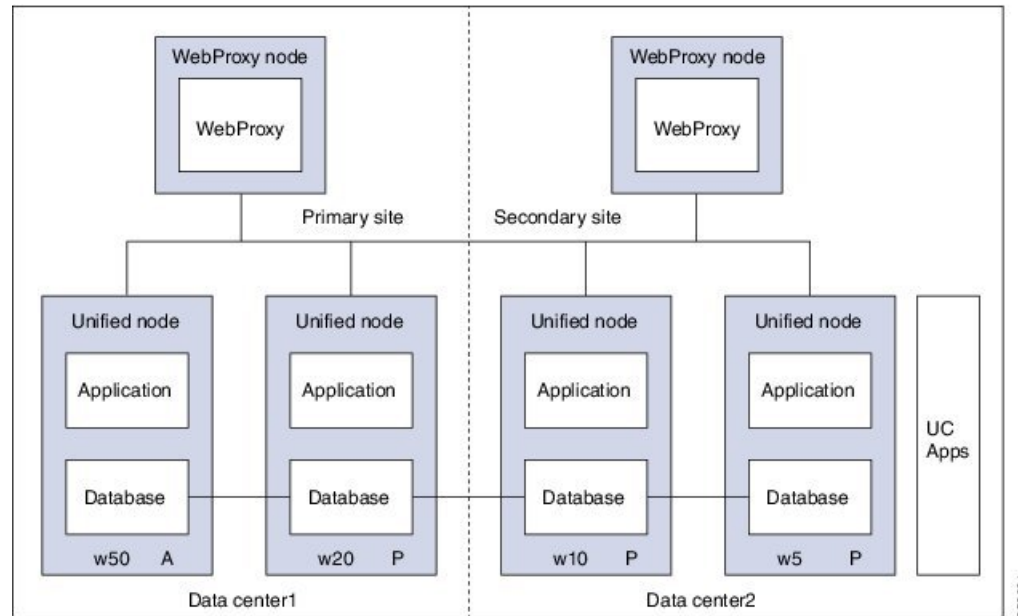 WebProxy node
WebProxy
WebProxy node
WebProxy
Primary site
Secondary site
Unified node
Application
Database
w50 A
Unified node
Application
Database
w20 P
Unified node
Application
Database
w10 P
Unified node
Application
Database
w5 P
UC
Apps
Data center1
Data center2